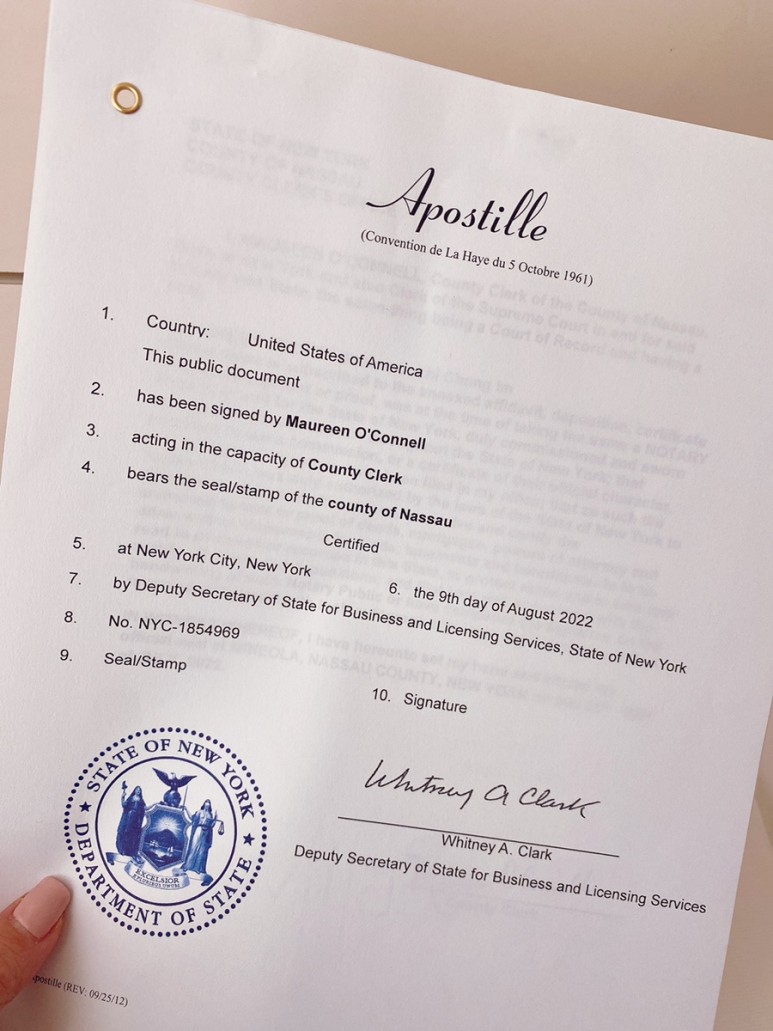 Apostille
(Convention de La Haye du 5 Octobre 1961)
1. Country: United States of America
This public document
2. has been signed by Maureen O'Connell
3. acting in the capacity of County Clerk
4. bears the seal/stamp of the county of Nassau
Certified
5. at New York City, New York
6. the 9th day of August 2022
7. by Deputy Secretary of State for Business and Licensing Services, State of New York
8. No. NYC-1854969
9. Seal/Stamp
10. Signature
STATE OF NEW YORK
EXCELSIOR
E PLURIBUS UNUM
DEPARTMENT OF STATE
Whitney A Clark
Whitney A. Clark
Deputy Secretary of State for Business and Licensing Services
postille (REV: 09/25/12)